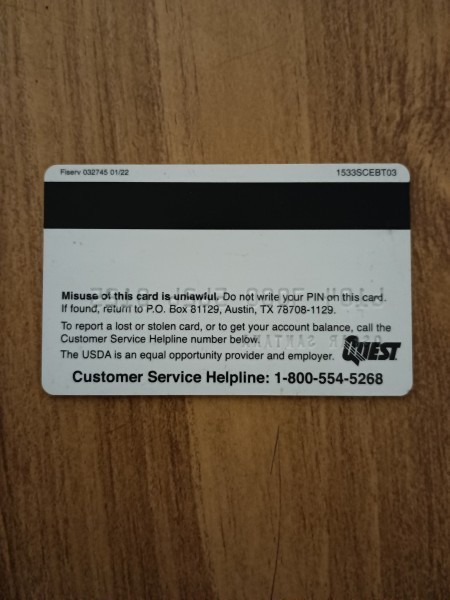 Fiserv 032745 01/22
1533SCEBT03
Misuse of this card is unlawful. Do not write your PIN on this card.
If found, return to P.O. Box 81129, Austin, TX 78708-1129.
To report a lost or stolen card, or to get your account balance, call the
Customer Service Helpline number below.
The USDA is an equal opportunity provider and employer.
QUEST
Customer Service Helpline: 1-800-554-5268